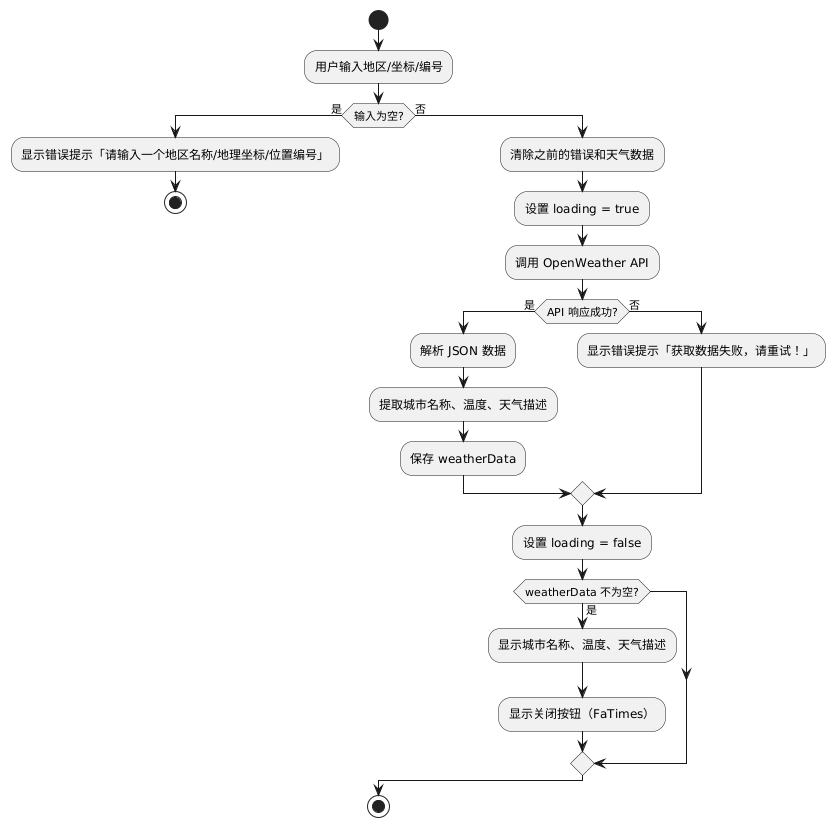 用户输入地区/坐标/编号
输入为空?
是
否
显示错误提示「请输入一个地区名称/地理坐标/位置编号」
清除之前的错误和天气数据
设置 loading = true
调用 OpenWeather API
API 响应成功?
是
否
解析 JSON 数据
显示错误提示「获取数据失败，请重试！」
提取城市名称、温度、天气描述
保存 weatherData
设置 loading = false
weatherData 不为空?
是
显示城市名称、温度、天气描述
显示关闭按钮（FaTimes）